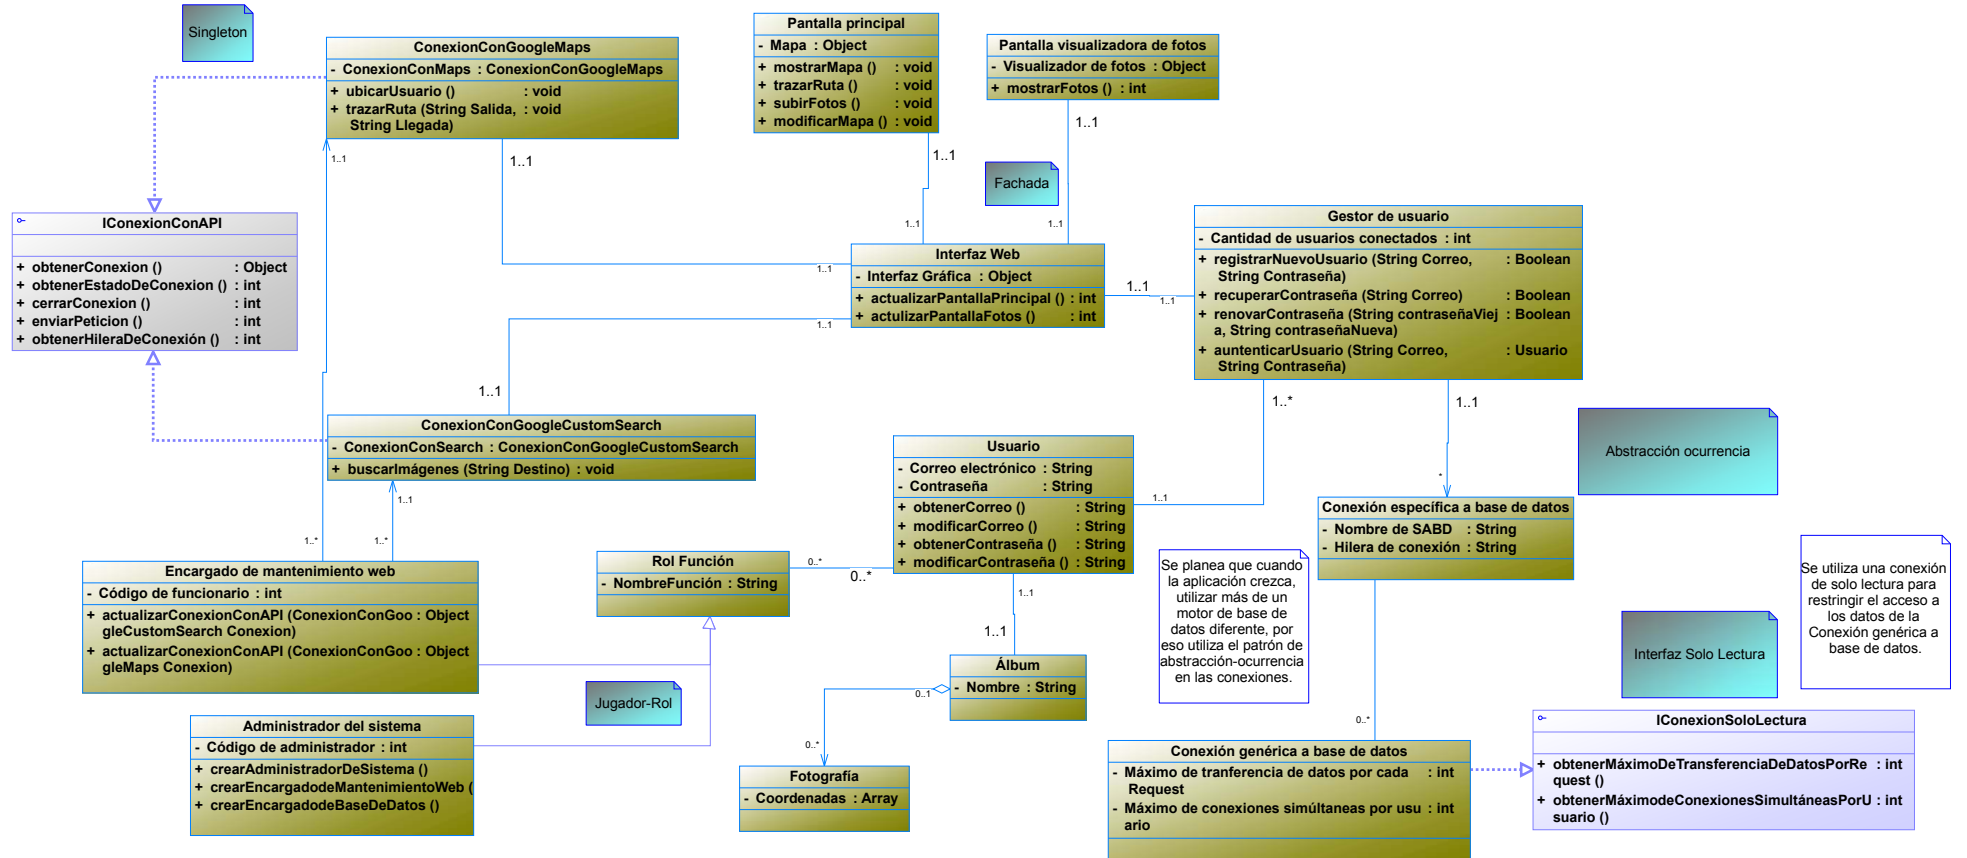 Singleton
ConexionConGoogleMaps
- ConexionConMaps : ConexionConGoogleMaps
+ ubicarUsuario () : void
+ trazarRuta (String Salida, : void
String Llegada)
1..1
1..1
Pantalla principal
- Mapa : Object
+ mostrarMapa () : void
+ trazarRuta () : void
+ subirFotos () : void
+ modificarMapa () : void
1..1
Pantalla visualizadora de fotos
- Visualizador de fotos : Object
+ mostrarFotos () : int
1..1
Fachada
1..1
1..1
IConexionConAPI
+ obtenerConexion () : Object
+ obtenerEstadoDeConexion () : int
+ cerrarConexion () : int
+ enviarPeticion () : int
+ obtenerHileraDeConexión () : int
Interfaz Web
- Interfaz Gráfica : Object
+ actualizarPantallaPrincipal () : int
+ actulizarPantallaFotos () : int
1..1
1..1
1..1
1..1
Gestor de usuario
- Cantidad de usuarios conectados : int
+ registrarNuevoUsuario (String Correo, : Boolean
String Contraseña)
+ recuperarContraseña (String Correo) : Boolean
+ renovarContraseña (String contraseñaViej : Boolean
a, String contraseñaNueva)
+ auntenticarUsuario (String Correo, : Usuario
String Contraseña)
1..*
1..1
1..1
ConexionConGoogleCustomSearch
- ConexionConSearch : ConexionConGoogleCustomSearch
+ buscarImágenes (String Destino) : void
1..1
Usuario
- Correo electrónico : String
- Contraseña : String
+ obtenerCorreo () : String
+ modificarCorreo () : String
+ obtenerContraseña () : String
+ modificarContraseña () : String
1..1
Abstracción ocurrencia
*
Conexión específica a base de datos
- Nombre de SABD : String
- Hilera de conexión : String
1..*
1..*
Encargado de mantenimiento web
- Código de funcionario : int
+ actualizarConexionConAPI (ConexionConGoo : Object
gleCustomSearch Conexion)
+ actualizarConexionConAPI (ConexionConGoo : Object
gleMaps Conexion)
Rol Función
- NombreFunción : String
0..*
0..*
1..1
1..1
Se planea que cuando
la aplicación crezca,
utilizar más de un
motor de base de
datos diferente, por
eso utiliza el patrón de
abstracción-ocurrencia
en las conexiones.
Se utiliza una conexión
de solo lectura para
restringir el acceso a
los datos de la
Conexión genérica a
base de datos.
Interfaz Solo Lectura
Álbum
- Nombre : String
0..1
Jugador-Rol
Administrador del sistema
- Código de administrador : int
+ crearAdministradorDeSistema ()
+ crearEncargadodeMantenimientoWeb (
+ crearEncargadodeBaseDeDatos ()
0..*
Fotografía
- Coordenadas : Array
0..*
Conexión genérica a base de datos
- Máximo de tranferencia de datos por cada : int
Request
- Máximo de conexiones simúltaneas por usu : int
ario
IConexionSoloLectura
+ obtenerMáximoDeTransferenciaDeDatosPorRe : int
quest ()
+ obtenerMáximodeConexionesSimultáneasPorU : int
suario ()